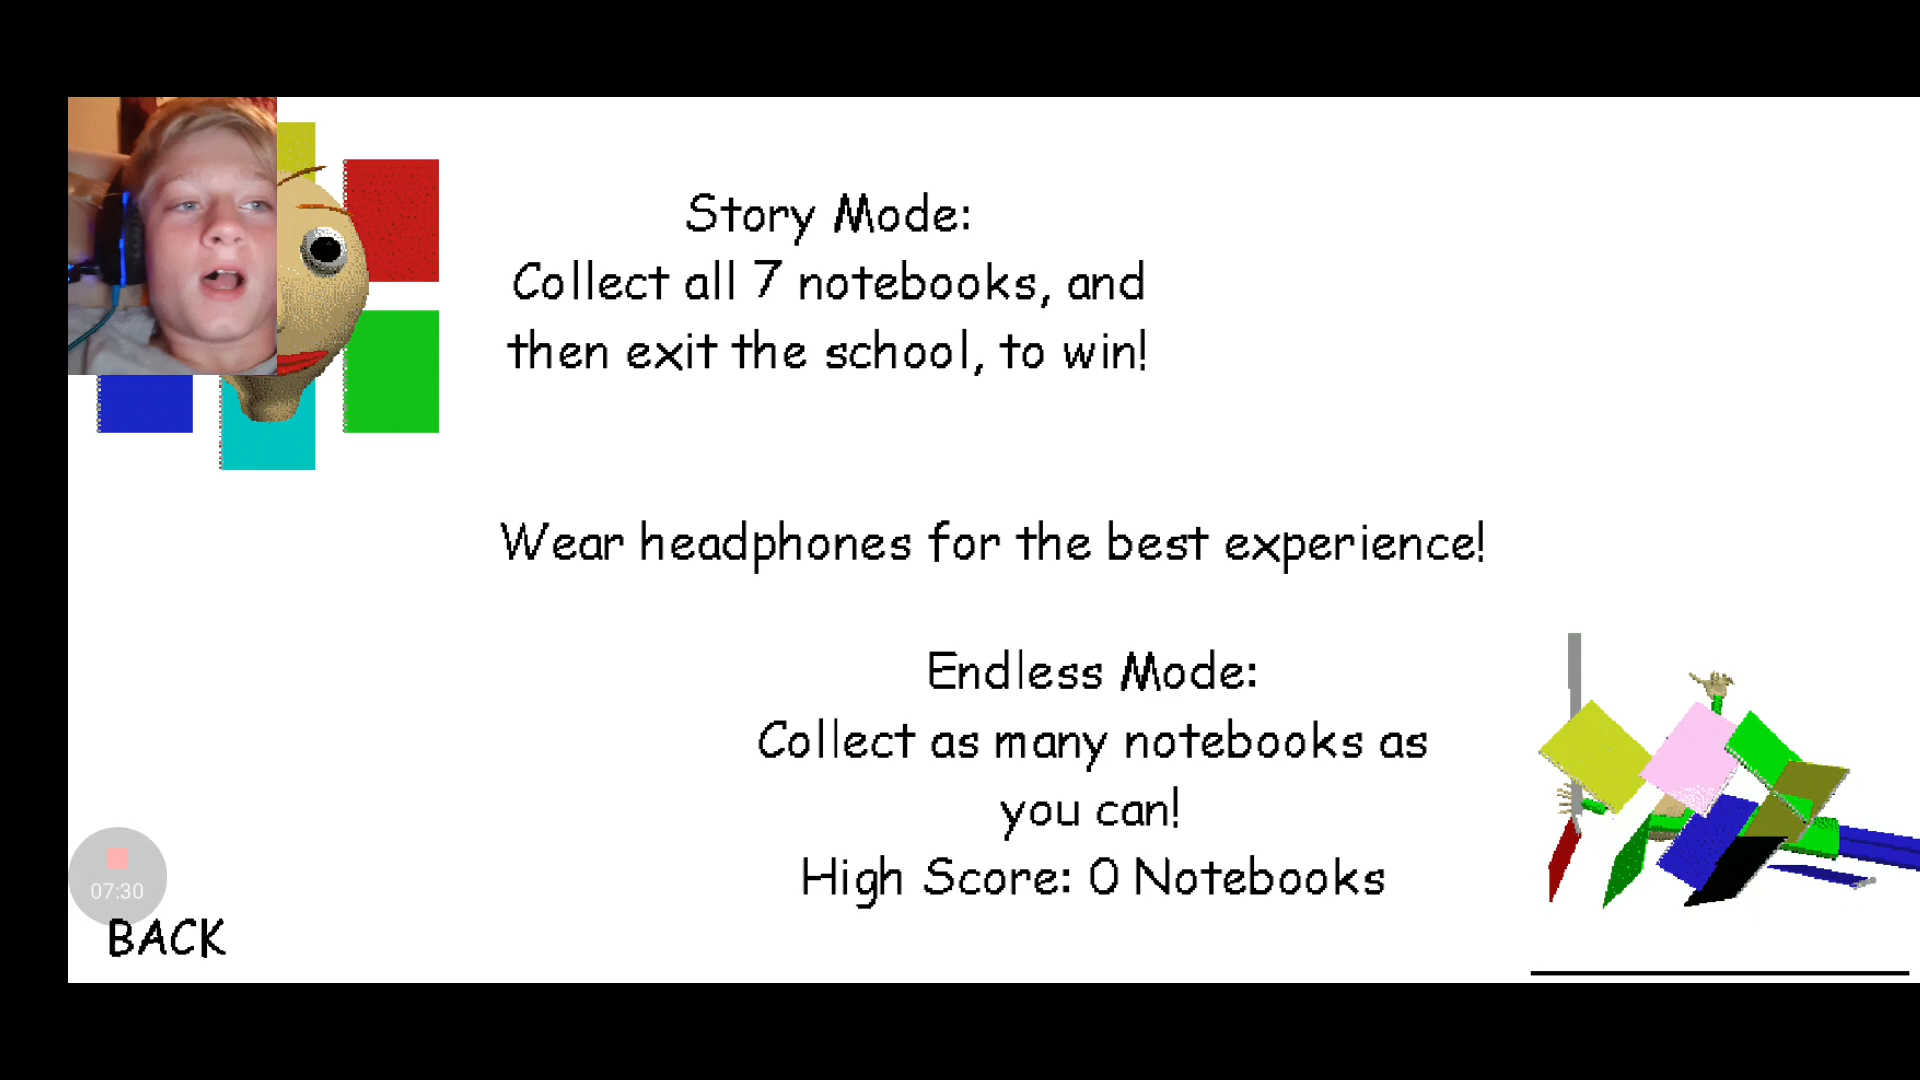 Story Mode:
Collect all 7 notebooks, and
then exit the school, to win!
Wear headphones for the best experience!
Endless Mode:
Collect as many notebooks as
you can!
High Score: 0 Notebooks
07:30
BACK